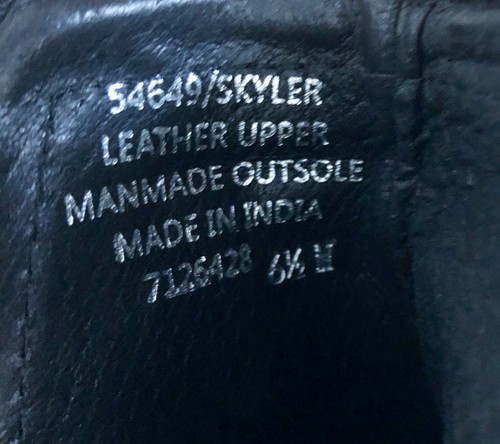 54649/SKYLER
LEATHER UPPER
MANMADE OUTSOLE
MADE IN INDIA
7126428 6½ M